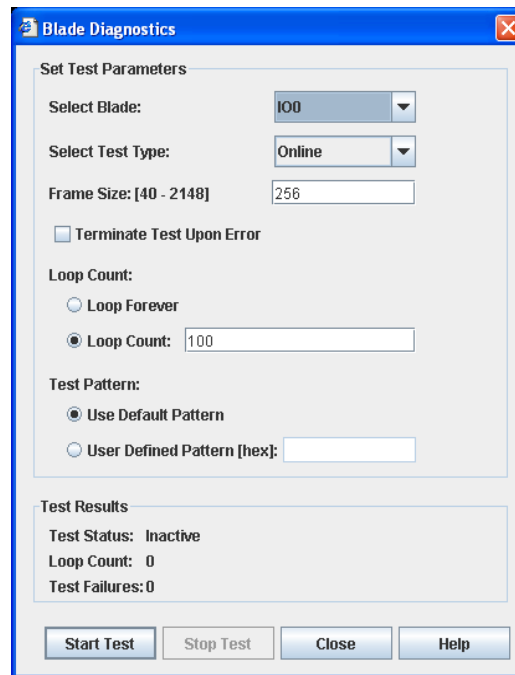 Blade Diagnostics
Set Test Parameters
Select Blade: IO0
Select Test Type: Online
Frame Size: [40 - 2148] 256
Terminate Test Upon Error
Loop Count:
Loop Forever
Loop Count: 100
Test Pattern:
Use Default Pattern
User Defined Pattern [hex]:
Test Results
Test Status: Inactive
Loop Count: 0
Test Failures: 0
Start Test Stop Test Close Help